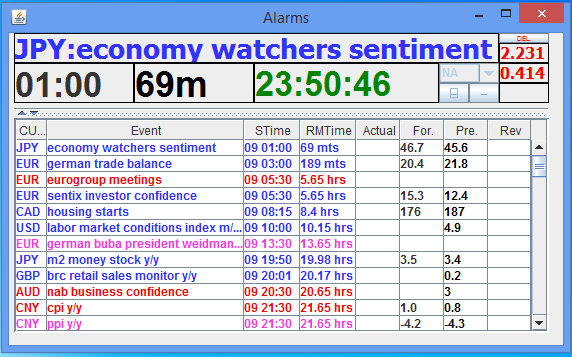 Alarms
JPY:economy watchers sentiment DEL
2.231
01:00 69m 23:50:46 NA
0.414
CU... Event STime RMTime Actual For. Pre. Rev
JPY economy watchers sentiment 09 01:00 69 mts 46.7 45.6
EUR german trade balance 09 03:00 189 mts 20.4 21.8
EUR eurogroup meetings 09 05:30 5.65 hrs
EUR sentix investor confidence 09 05:30 5.65 hrs 15.3 12.4
CAD housing starts 09 08:15 8.4 hrs 176 187
USD labor market conditions index m/... 09 10:00 10.15 hrs 4.9
EUR german buba president weidman... 09 13:30 13.65 hrs
JPY m2 money stock y/y 09 19:50 19.98 hrs 3.5 3.4
GBP brc retail sales monitor y/y 09 20:01 20.17 hrs 0.2
AUD nab business confidence 09 20:30 20.65 hrs 3
CNY cpi y/y 09 21:30 21.65 hrs 1.0 0.8
CNY ppi y/y 09 21:30 21.65 hrs -4.2 -4.3